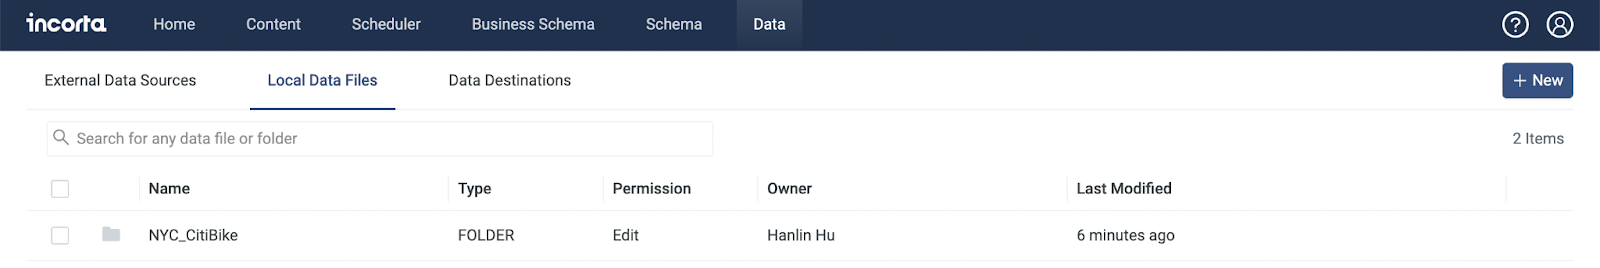 incorta Home Content Scheduler Business Schema Schema Data
External Data Sources Local Data Files Data Destinations + New
Search for any data file or folder 2 Items
Name Type Permission Owner Last Modified
NYC_CitiBike FOLDER Edit Hanlin Hu 6 minutes ago